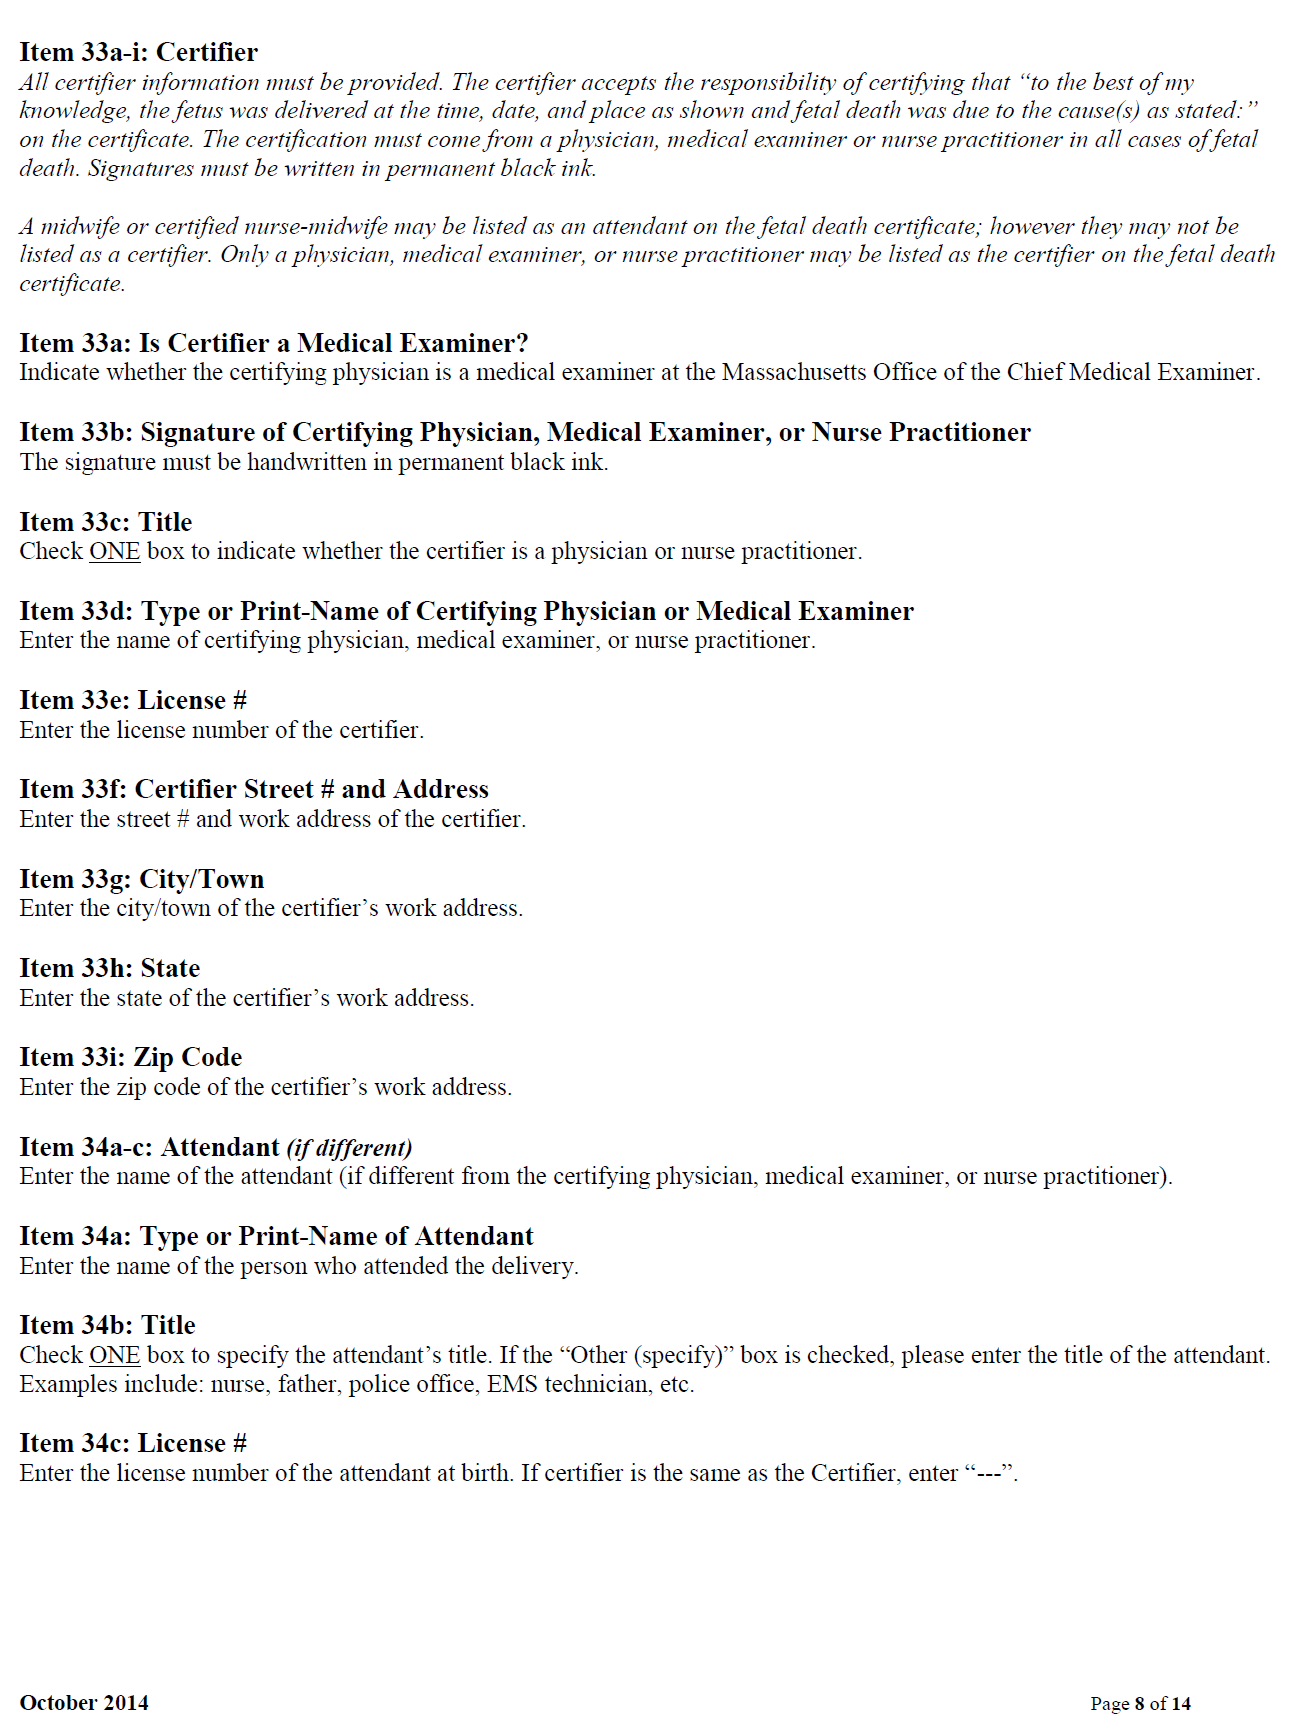 Item 33a-i: Certifier
All certifier information must be provided. The certifier accepts the responsibility of certifying that “to the best of my
knowledge, the fetus was delivered at the time, date, and place as shown and fetal death was due to the cause(s) as stated:”
on the certificate. The certification must come from a physician, medical examiner or nurse practitioner in all cases of fetal
death. Signatures must be written in permanent black ink.
A midwife or certified nurse-midwife may be listed as an attendant on the fetal death certificate; however they may not be
listed as a certifier. Only a physician, medical examiner, or nurse practitioner may be listed as the certifier on the fetal death
certificate.
Item 33a: Is Certifier a Medical Examiner?
Indicate whether the certifying physician is a medical examiner at the Massachusetts Office of the Chief Medical Examiner.
Item 33b: Signature of Certifying Physician, Medical Examiner, or Nurse Practitioner
The signature must be handwritten in permanent black ink.
Item 33c: Title
Check ONE box to indicate whether the certifier is a physician or nurse practitioner.
Item 33d: Type or Print-Name of Certifying Physician or Medical Examiner
Enter the name of certifying physician, medical examiner, or nurse practitioner.
Item 33e: License #
Enter the license number of the certifier.
Item 33f: Certifier Street # and Address
Enter the street # and work address of the certifier.
Item 33g: City/Town
Enter the city/town of the certifier’s work address.
Item 33h: State
Enter the state of the certifier’s work address.
Item 33i: Zip Code
Enter the zip code of the certifier’s work address.
Item 34a-c: Attendant (if different)
Enter the name of the attendant (if different from the certifying physician, medical examiner, or nurse practitioner).
Item 34a: Type or Print-Name of Attendant
Enter the name of the person who attended the delivery.
Item 34b: Title
Check ONE box to specify the attendant’s title. If the “Other (specify)” box is checked, please enter the title of the attendant.
Examples include: nurse, father, police office, EMS technician, etc.
Item 34c: License #
Enter the license number of the attendant at birth. If certifier is the same as the Certifier, enter “---”.
October 2014 Page 8 of 14